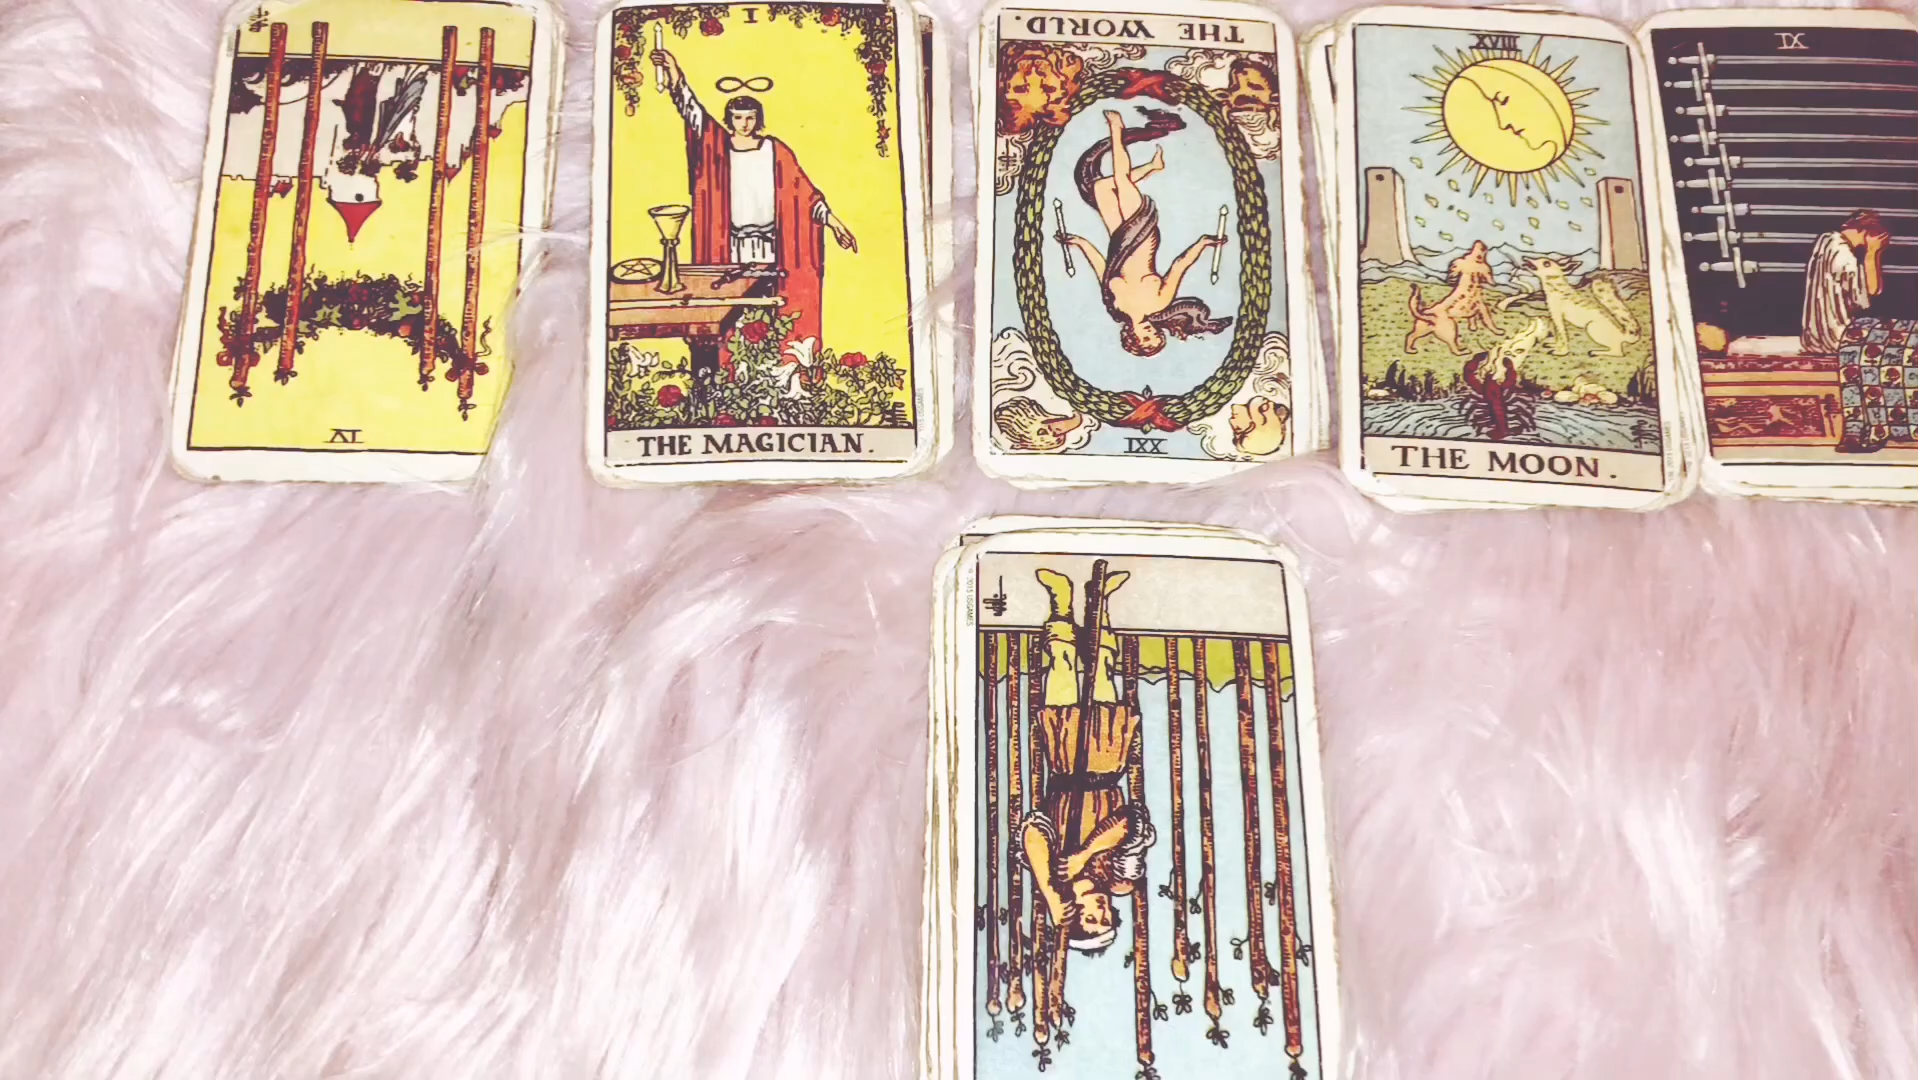 IV
I
THE MAGICIAN.
THE WORLD.
XXI
XVIII
THE MOON.
IX